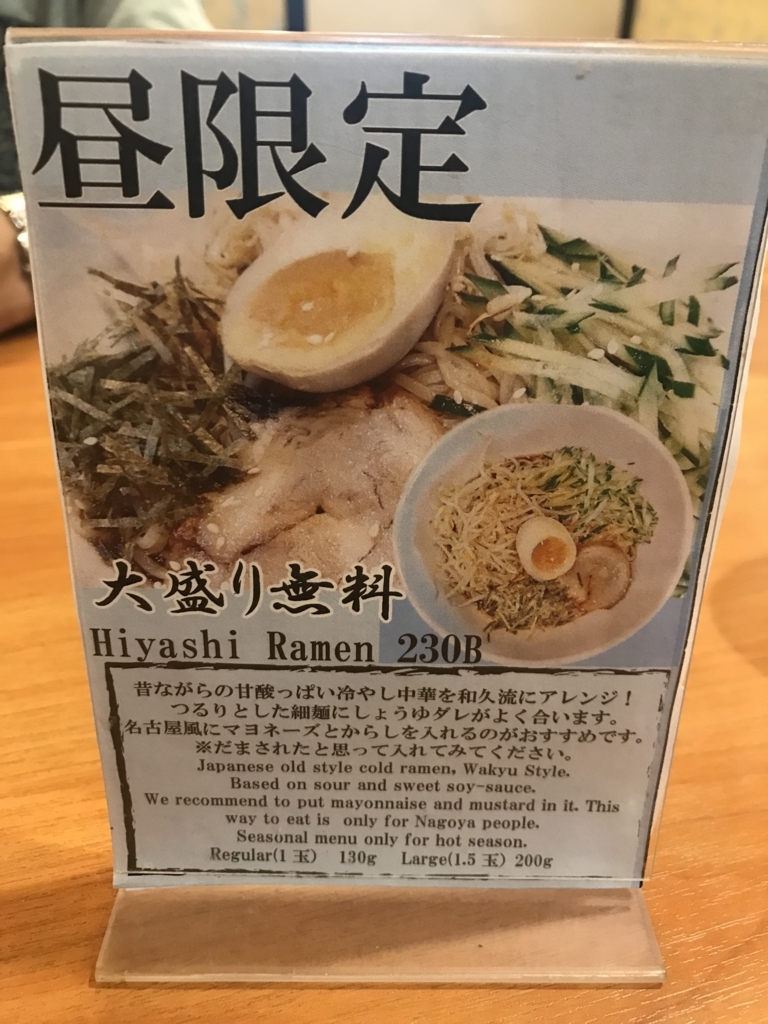 昼限定
大盛り無料
Hiyashi Ramen 230B
昔ながらの甘酸っぱい冷やし中華を和久流にアレンジ！
つるりとした細麺にしょうゆダレがよく合います。
名古屋風にマヨネーズとからしを入れるのがおすすめです。
※だまされたと思って入れてみてください。
Japanese old style cold ramen, Wakyu Style.
Based on sour and sweet soy-sauce.
We recommend to put mayonnaise and mustard in it. This
way to eat is only for Nagoya people.
Seasonal menu only for hot season.
Regular(1 玉) 130g Large(1.5 玉) 200g